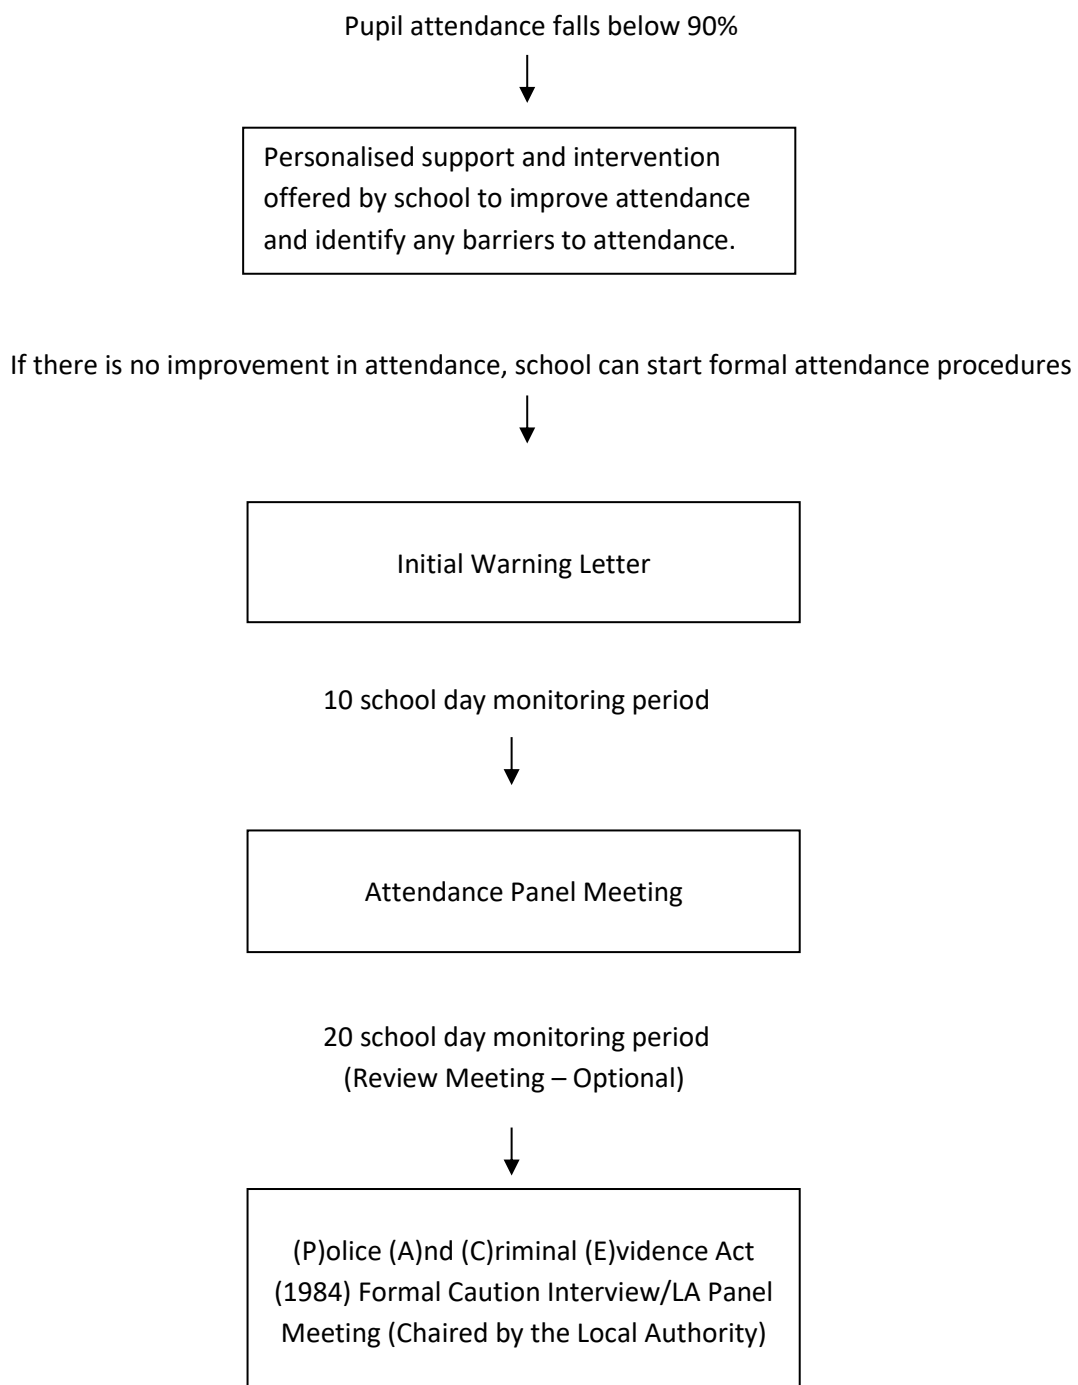 Pupil attendance falls below 90%
Personalised support and intervention
offered by school to improve attendance
and identify any barriers to attendance.
If there is no improvement in attendance, school can start formal attendance procedures
Initial Warning Letter
10 school day monitoring period
Attendance Panel Meeting
20 school day monitoring period
(Review Meeting – Optional)
(P)olice (A)nd (C)riminal (E)vidence Act
(1984) Formal Caution Interview/LA Panel
Meeting (Chaired by the Local Authority)